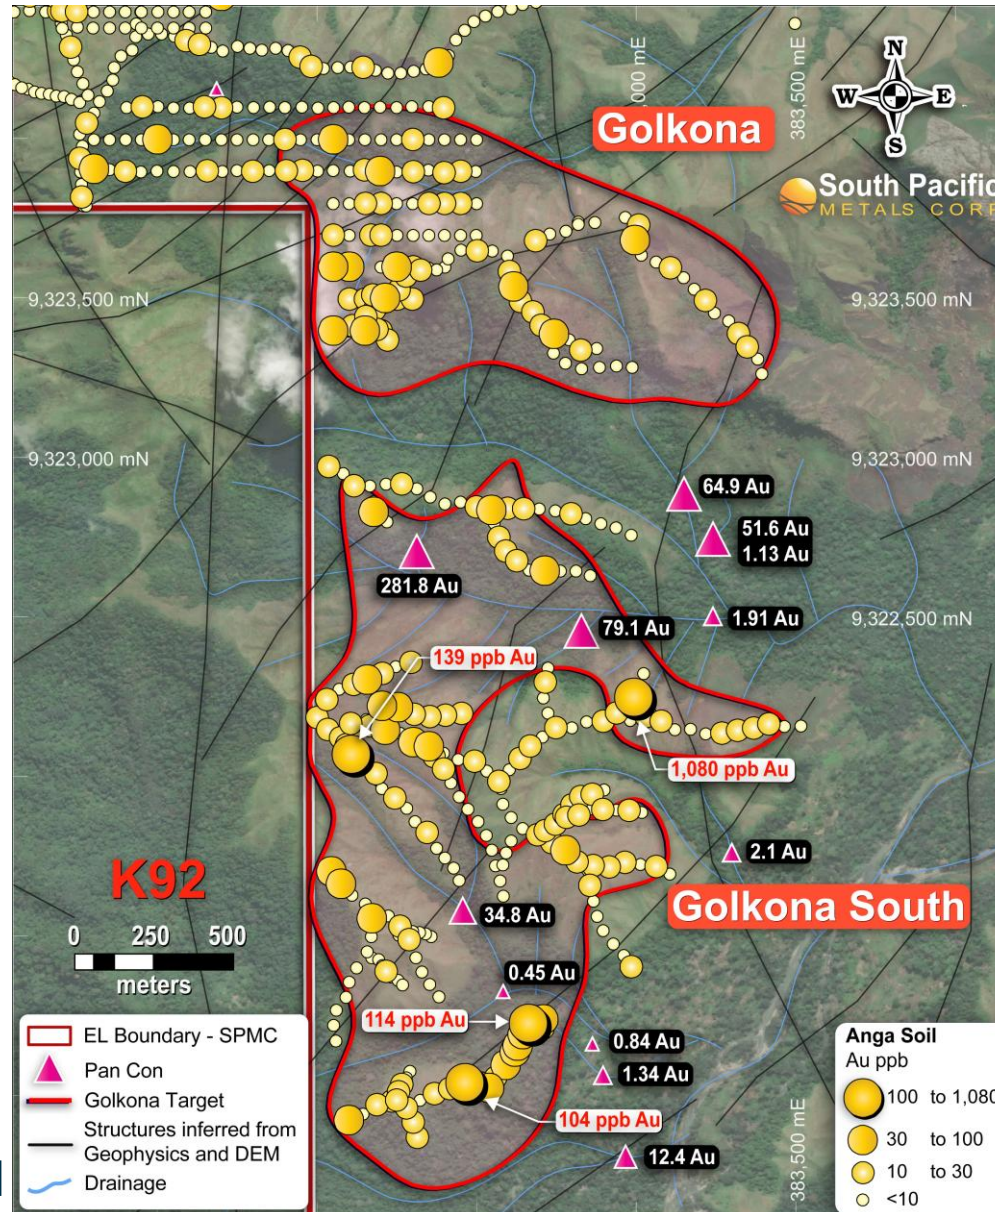 ,000 mE
383,500 mE
N
W
E
S
Golkona
South Pacific
METALS CORP
9,323,500 mN
9,323,500 mN
9,323,000 mN
9,323,000 mN
64.9 Au
51.6 Au
1.13 Au
281.8 Au
79.1 Au
1.91 Au
9,322,500 mN
139 ppb Au
1,080 ppb Au
2.1 Au
K92
Golkona South
34.8 Au
0 250 500
meters
0.45 Au
114 ppb Au
0.84 Au
1.34 Au
104 ppb Au
12.4 Au
383,500 mE
EL Boundary - SPMC
Pan Con
Golkona Target
Structures inferred from
Geophysics and DEM
Drainage
Anga Soil
Au ppb
100 to 1,080
30 to 100
10 to 30
<10